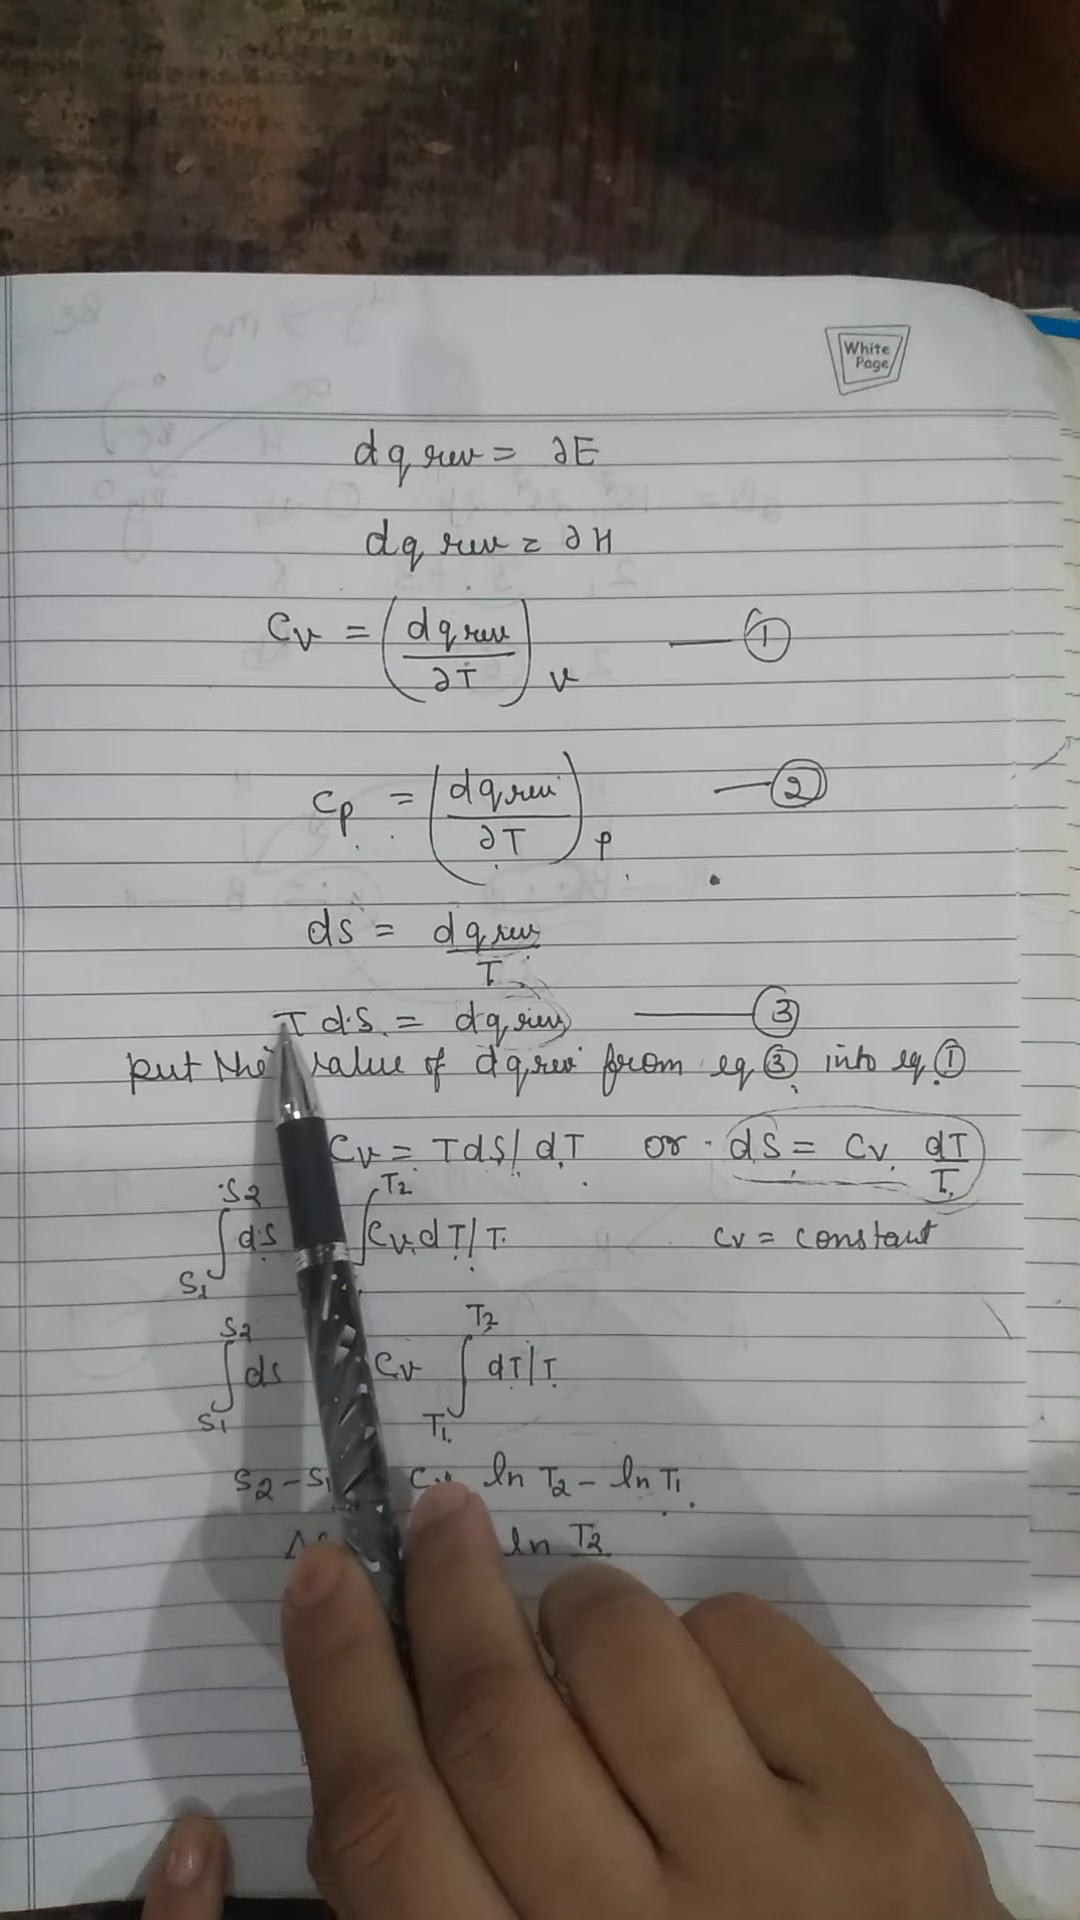 White
Page
dq rev = ∂E
dq rev = ∂H
Cv = (dq rev / ∂T) v — ①
Cp = (dq rev / ∂T) p — ②
ds = dq rev / T
T ds = dq rev — ③
put the value of dq rev from eq ③ into eq ①
Cv = Tds/dT or ds = Cv dT/T
∫ S1 S2 ds ∫ T2 Cv dT/T Cv = constant
∫ S1 S2 ds Cv ∫ T1 T2 dT/T
S2 - S1 Cv ln T2 - ln T1
ln T2